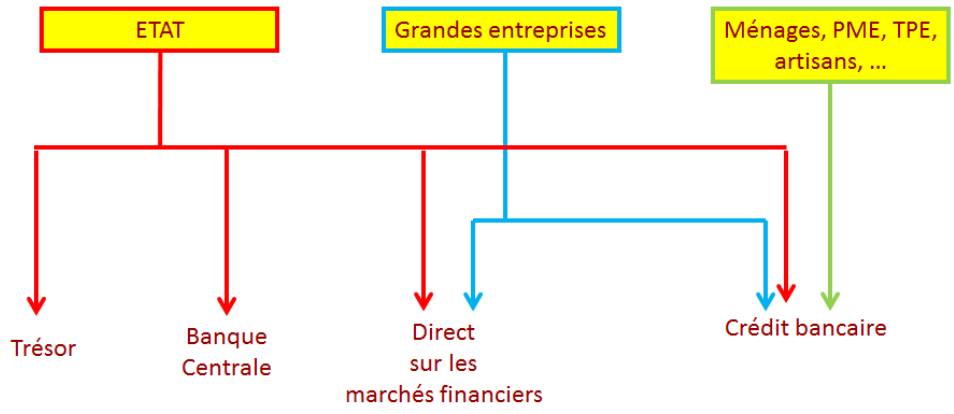 ETAT
Grandes entreprises
Ménages, PME, TPE,
artisans, ...
Trésor
Banque
Centrale
Direct
sur les
marchés financiers
Crédit bancaire